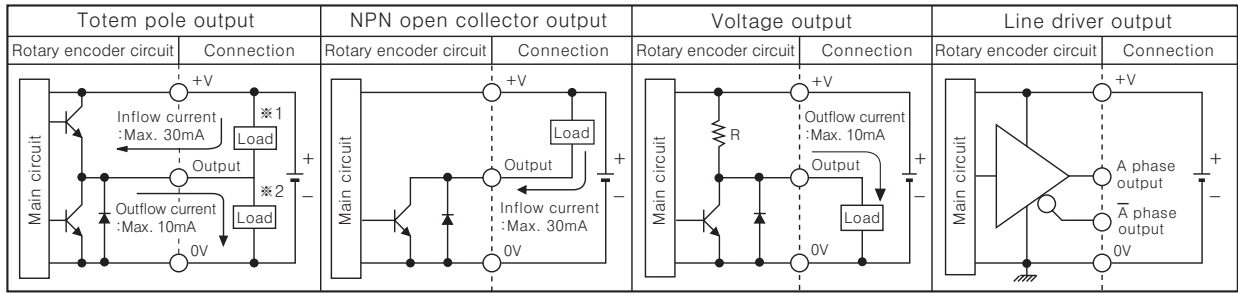 Totem pole output
NPN open collector output
Voltage output
Line driver output
Rotary encoder circuit
Connection
Rotary encoder circuit
Connection
Rotary encoder circuit
Connection
Rotary encoder circuit
Connection
Main circuit
+V
Inflow current
:Max. 30mA
※1
Load
Output
+
−
※2
Outflow current
:Max. 10mA
Load
0V
Main circuit
+V
Load
Output
+
−
Inflow current
:Max. 30mA
0V
Main circuit
+V
R
Outflow current
:Max. 10mA
Output
+
−
Load
0V
Main circuit
+V
A phase
output
+
−
A̅ phase
output
0V